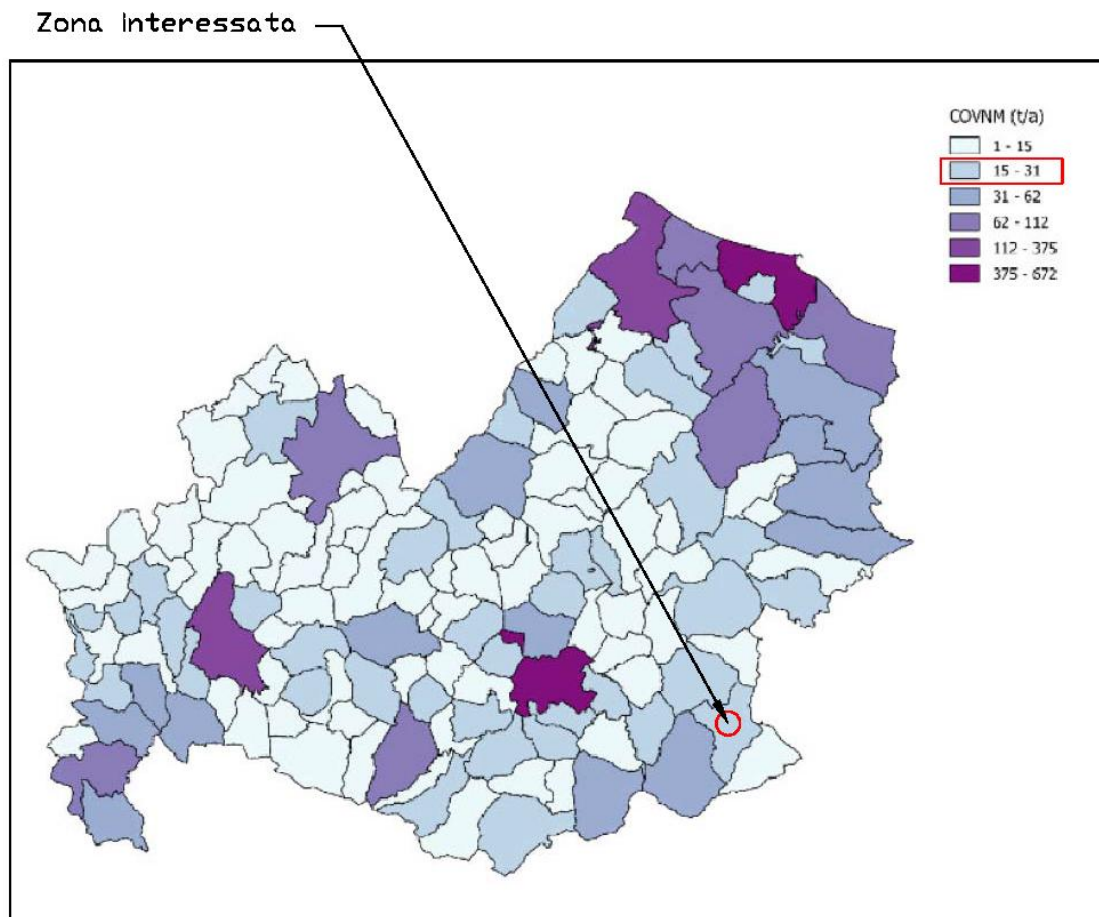 Zona interessata
COVNM (t/a)
1 - 15
15 - 31
31 - 62
62 - 112
112 - 375
375 - 672